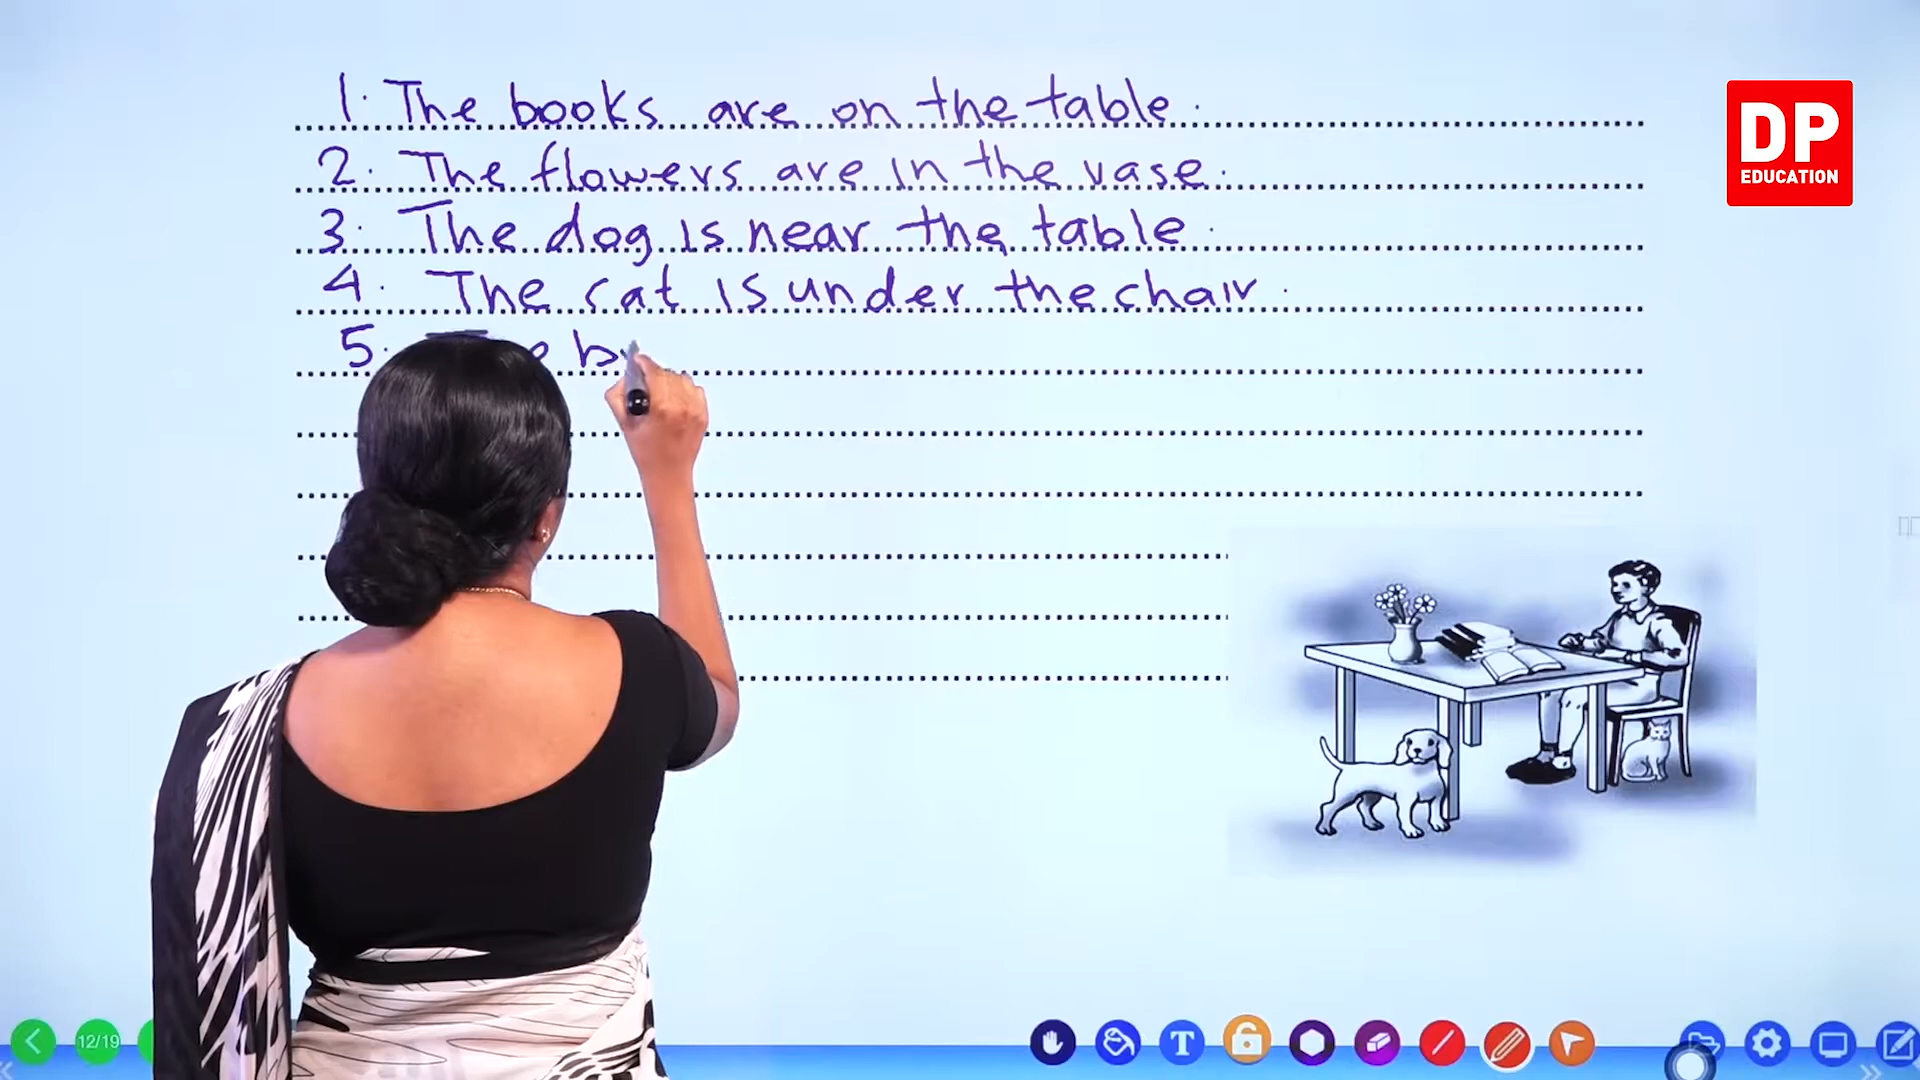 1. The books are on the table.
2. The flowers are in the vase.
3. The dog is near the table.
4. The cat is under the chair.
5.
DP
EDUCATION
12/19
T